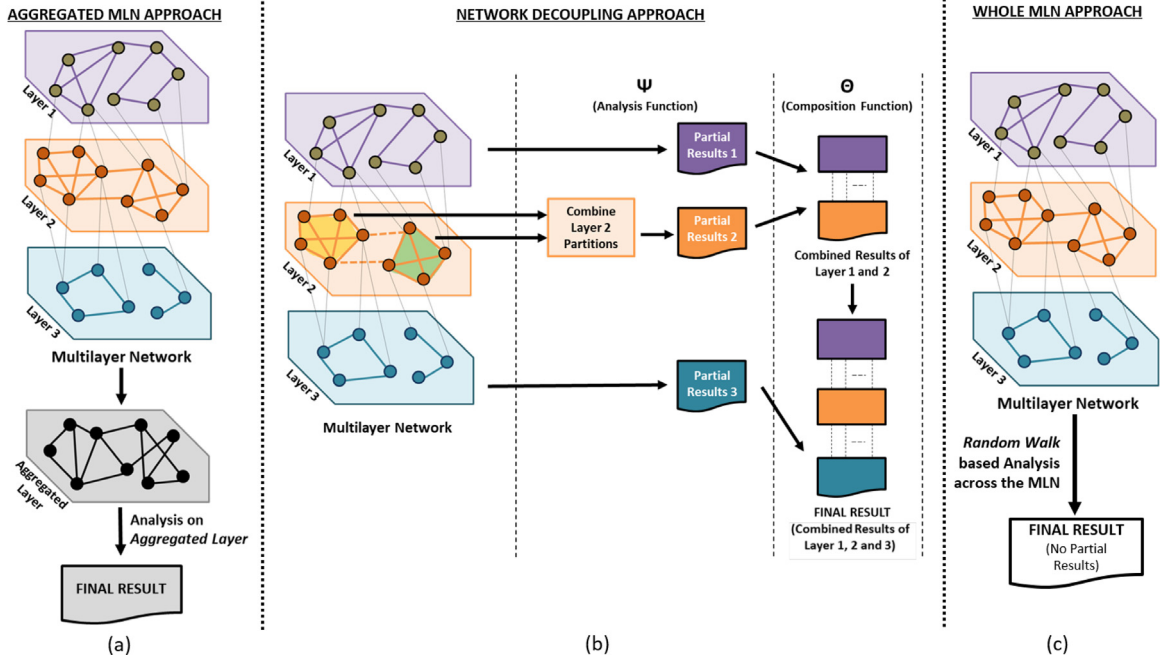 AGGREGATED MLN APPROACH
Layer 1
Layer 2
Layer 3
Multilayer Network
Aggregated
Layer
Analysis on
Aggregated Layer
FINAL RESULT
(a)
NETWORK DECOUPLING APPROACH
Ψ
(Analysis Function)
Θ
(Composition Function)
Layer 1
Layer 2
Layer 3
Multilayer Network
Combine
Layer 2
Partitions
Partial
Results 1
Partial
Results 2
Partial
Results 3
Combined Results of
Layer 1 and 2
FINAL RESULT
(Combined Results of
Layer 1, 2 and 3)
(b)
WHOLE MLN APPROACH
Layer 1
Layer 2
Layer 3
Multilayer Network
Random Walk
based Analysis
across the MLN
FINAL RESULT
(No Partial
Results)
(c)